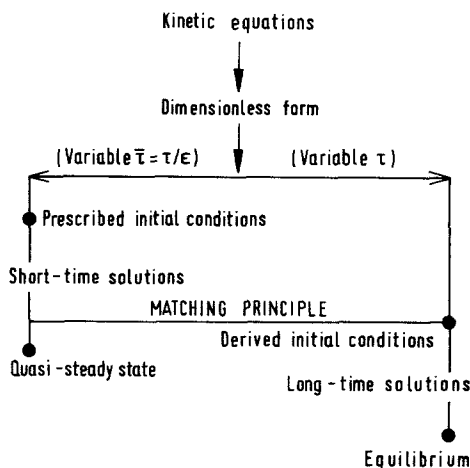 Kinetic equations
Dimensionless form
(Variable τ̄ = τ/ε)
(Variable τ)
Prescribed initial conditions
Short-time solutions
MATCHING PRINCIPLE
Derived initial conditions
Quasi-steady state
Long-time solutions
Equilibrium